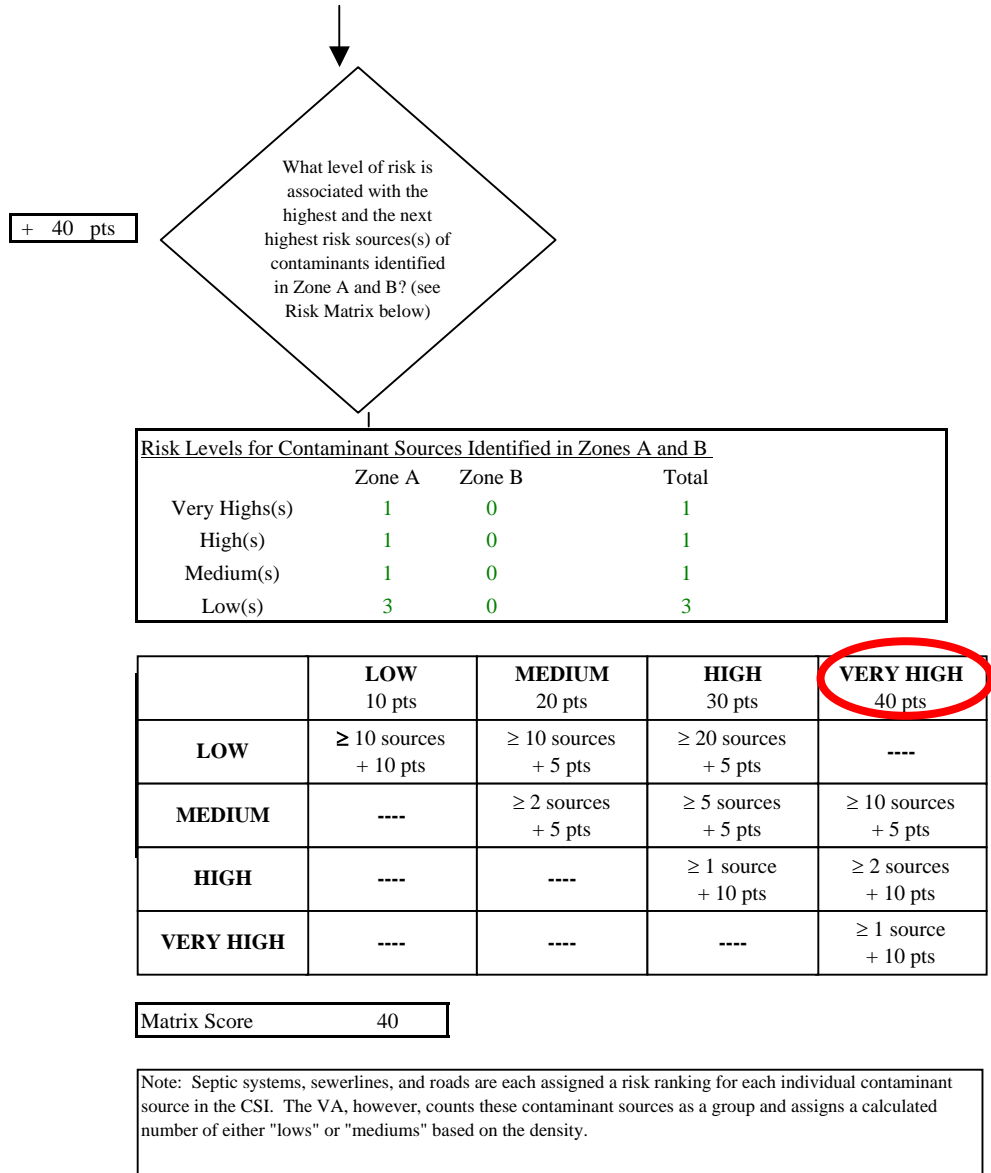 What level of risk is
associated with the
highest and the next
highest risk sources(s) of
contaminants identified
in Zone A and B? (see
Risk Matrix below)
+ 40 pts
Risk Levels for Contaminant Sources Identified in Zones A and B
Zone A Zone B Total
Very Highs(s) 1 0 1
High(s) 1 0 1
Medium(s) 1 0 1
Low(s) 3 0 3
LOW MEDIUM HIGH VERY HIGH
10 pts 20 pts 30 pts 40 pts
LOW ≥ 10 sources ≥ 10 sources ≥ 20 sources ----
+ 10 pts + 5 pts + 5 pts
MEDIUM ---- ≥ 2 sources ≥ 5 sources ≥ 10 sources
+ 5 pts + 5 pts + 5 pts
HIGH ---- ---- ≥ 1 source ≥ 2 sources
+ 10 pts + 10 pts
VERY HIGH ---- ---- ---- ≥ 1 source
+ 10 pts
Matrix Score 40
Note: Septic systems, sewerlines, and roads are each assigned a risk ranking for each individual contaminant
source in the CSI. The VA, however, counts these contaminant sources as a group and assigns a calculated
number of either "lows" or "mediums" based on the density.